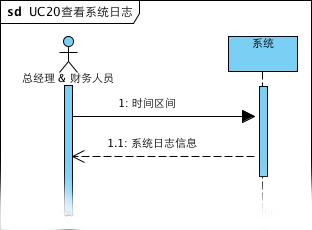 sd UC20查看系统日志
总经理 & 财务人员
系统
1: 时间区间
1.1: 系统日志信息